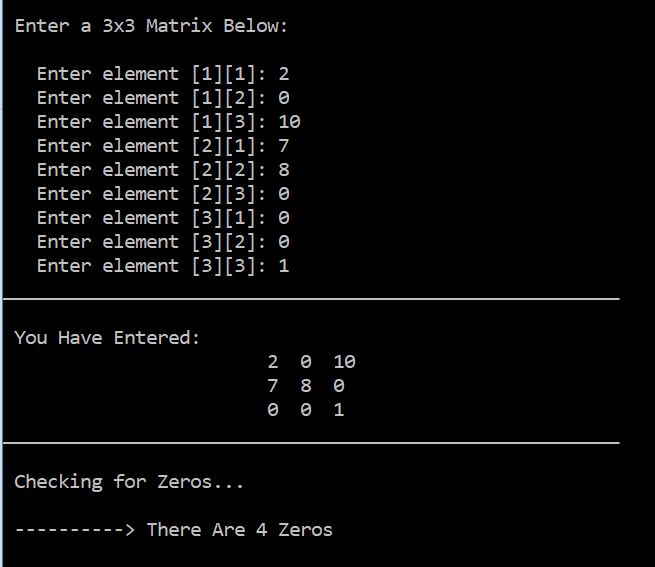 Enter a 3x3 Matrix Below:
Enter element [1][1]: 2
Enter element [1][2]: 0
Enter element [1][3]: 10
Enter element [2][1]: 7
Enter element [2][2]: 8
Enter element [2][3]: 0
Enter element [3][1]: 0
Enter element [3][2]: 0
Enter element [3][3]: 1
You Have Entered:
2 0 10
7 8 0
0 0 1
Checking for Zeros...
----------> There Are 4 Zeros